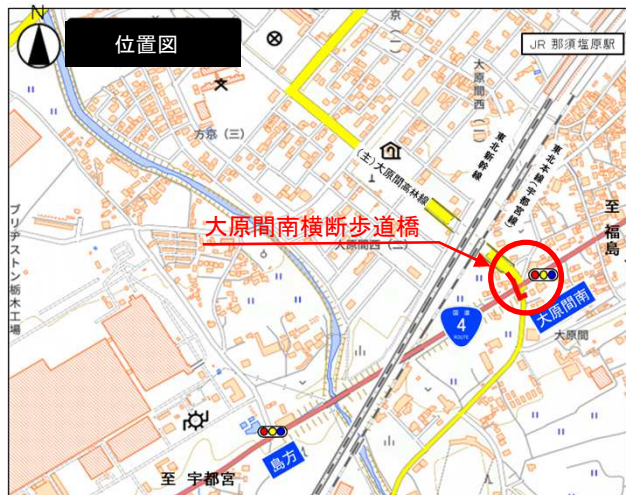 N
位置図
JR 那須塩原駅
方京(二)
大原間西(一)
方京(三)
(主)大原間高林線
東北新幹線
東北本線(宇都宮線)
至 福島
大原間南横断歩道橋
大原間西(二)
ブリヂストン栃木工場
国道
4
ROUTE
大原間南
大原間
島方
至 宇都宮